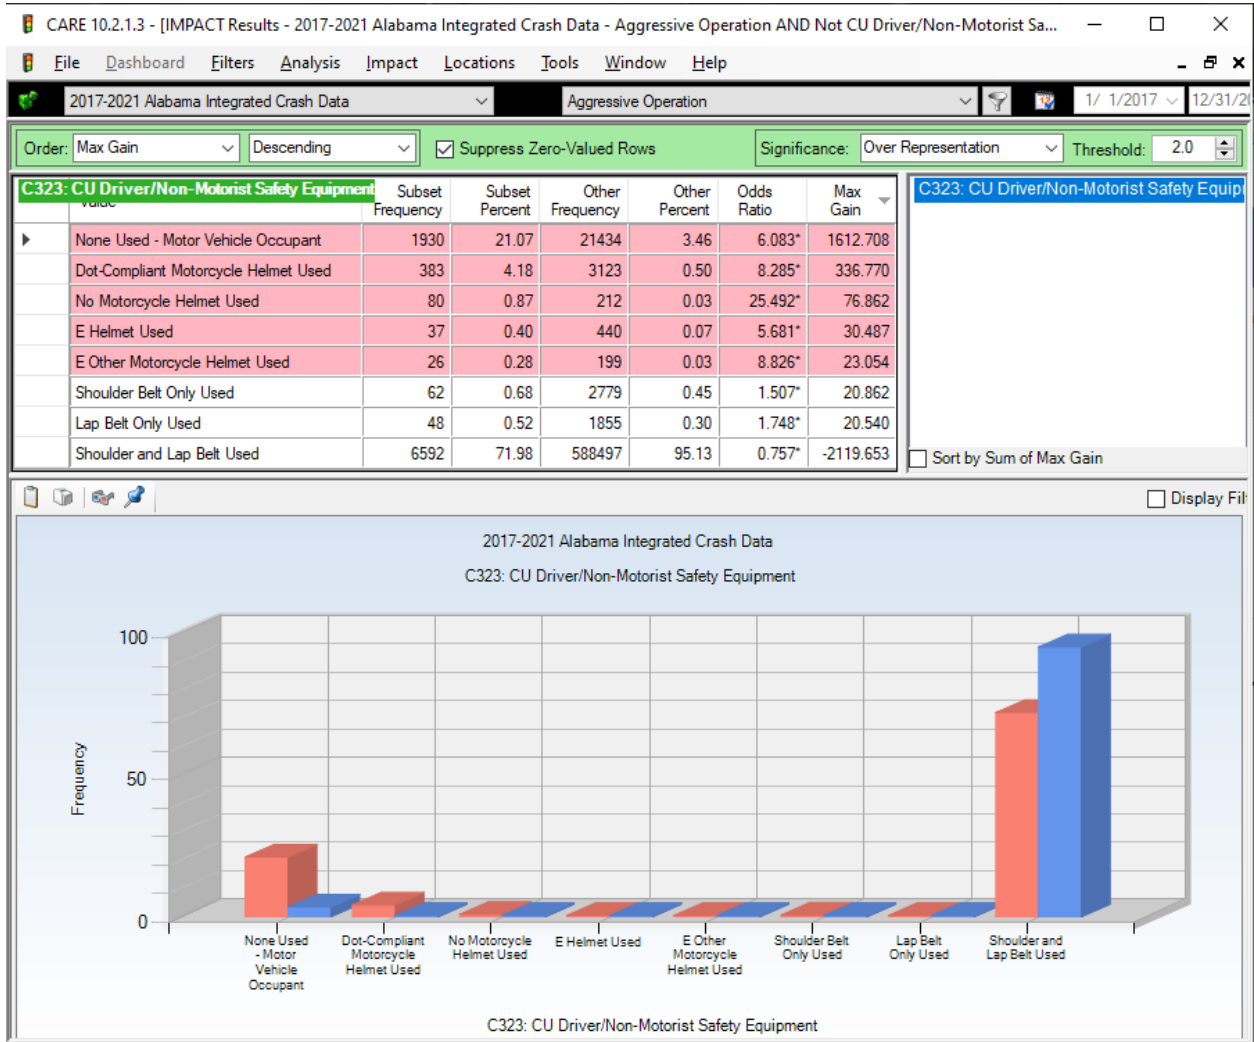 CARE 10.2.1.3 - [IMPACT Results - 2017-2021 Alabama Integrated Crash Data - Aggressive Operation AND Not CU Driver/Non-Motorist Sa...
File Dashboard Filters Analysis Impact Locations Tools Window Help
2017-2021 Alabama Integrated Crash Data Aggressive Operation 1/ 1/2017 12/31/20
Order: Max Gain Descending Suppress Zero-Valued Rows Significance: Over Representation Threshold: 2.0
C323: CU Driver/Non-Motorist Safety Equipment Subset Frequency Subset Percent Other Frequency Other Percent Odds Ratio Max Gain
None Used - Motor Vehicle Occupant 1930 21.07 21434 3.46 6.083* 1612.708
Dot-Compliant Motorcycle Helmet Used 383 4.18 3123 0.50 8.285* 336.770
No Motorcycle Helmet Used 80 0.87 212 0.03 25.492* 76.862
E Helmet Used 37 0.40 440 0.07 5.681* 30.487
E Other Motorcycle Helmet Used 26 0.28 199 0.03 8.826* 23.054
Shoulder Belt Only Used 62 0.68 2779 0.45 1.507* 20.862
Lap Belt Only Used 48 0.52 1855 0.30 1.748* 20.540
Shoulder and Lap Belt Used 6592 71.98 588497 95.13 0.757* -2119.653
C323: CU Driver/Non-Motorist Safety Equip
Sort by Sum of Max Gain
Display Filt
2017-2021 Alabama Integrated Crash Data
C323: CU Driver/Non-Motorist Safety Equipment
Frequency
100
50
0
None Used - Motor Vehicle Occupant
Dot-Compliant Motorcycle Helmet Used
No Motorcycle Helmet Used
E Helmet Used
E Other Motorcycle Helmet Used
Shoulder Belt Only Used
Lap Belt Only Used
Shoulder and Lap Belt Used
C323: CU Driver/Non-Motorist Safety Equipment